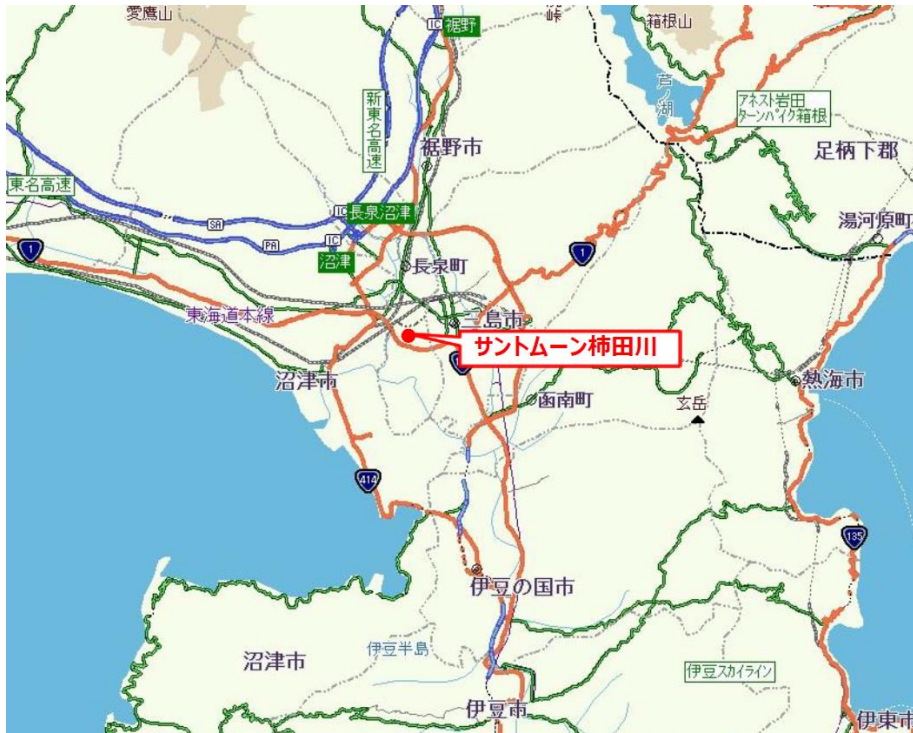 愛鷹山
IC
裾野
峠
箱根山
芦ノ湖
新東名高速
アネスト岩田
ターンパイク箱根
裾野市
足柄下郡
東名高速
IC
長泉沼津
SA
湯河原町
1
PA
IC
沼津
長泉町
1
東海道本線
三島市
サントムーン柿田川
沼津市
熱海市
函南町
玄岳
414
135
伊豆の国市
伊豆半島
沼津市
伊豆スカイライン
伊豆市
伊東市